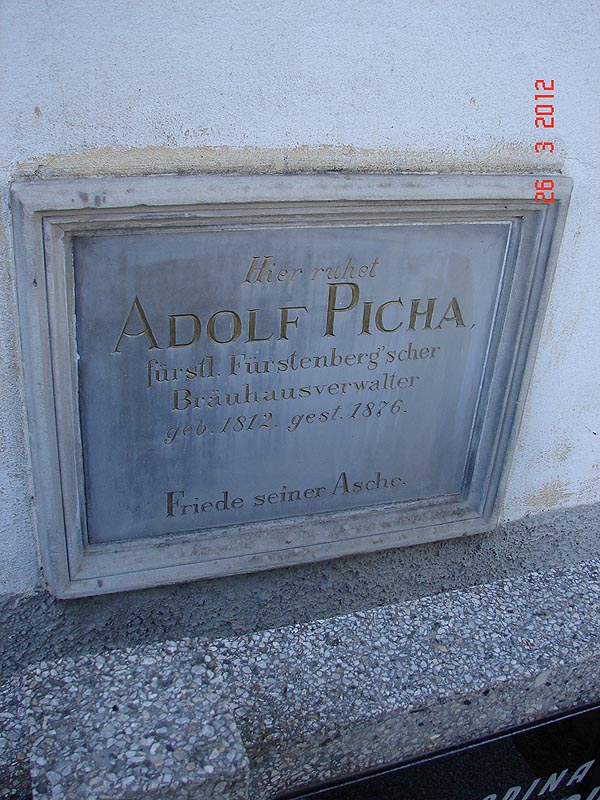 Hier ruhet
ADOLF PICHA,
fürstl. Fürstenberg'scher
Bräuhausverwalter
geb. 1812. gest. 1876.
Friede seiner Asche.
26 3 2012